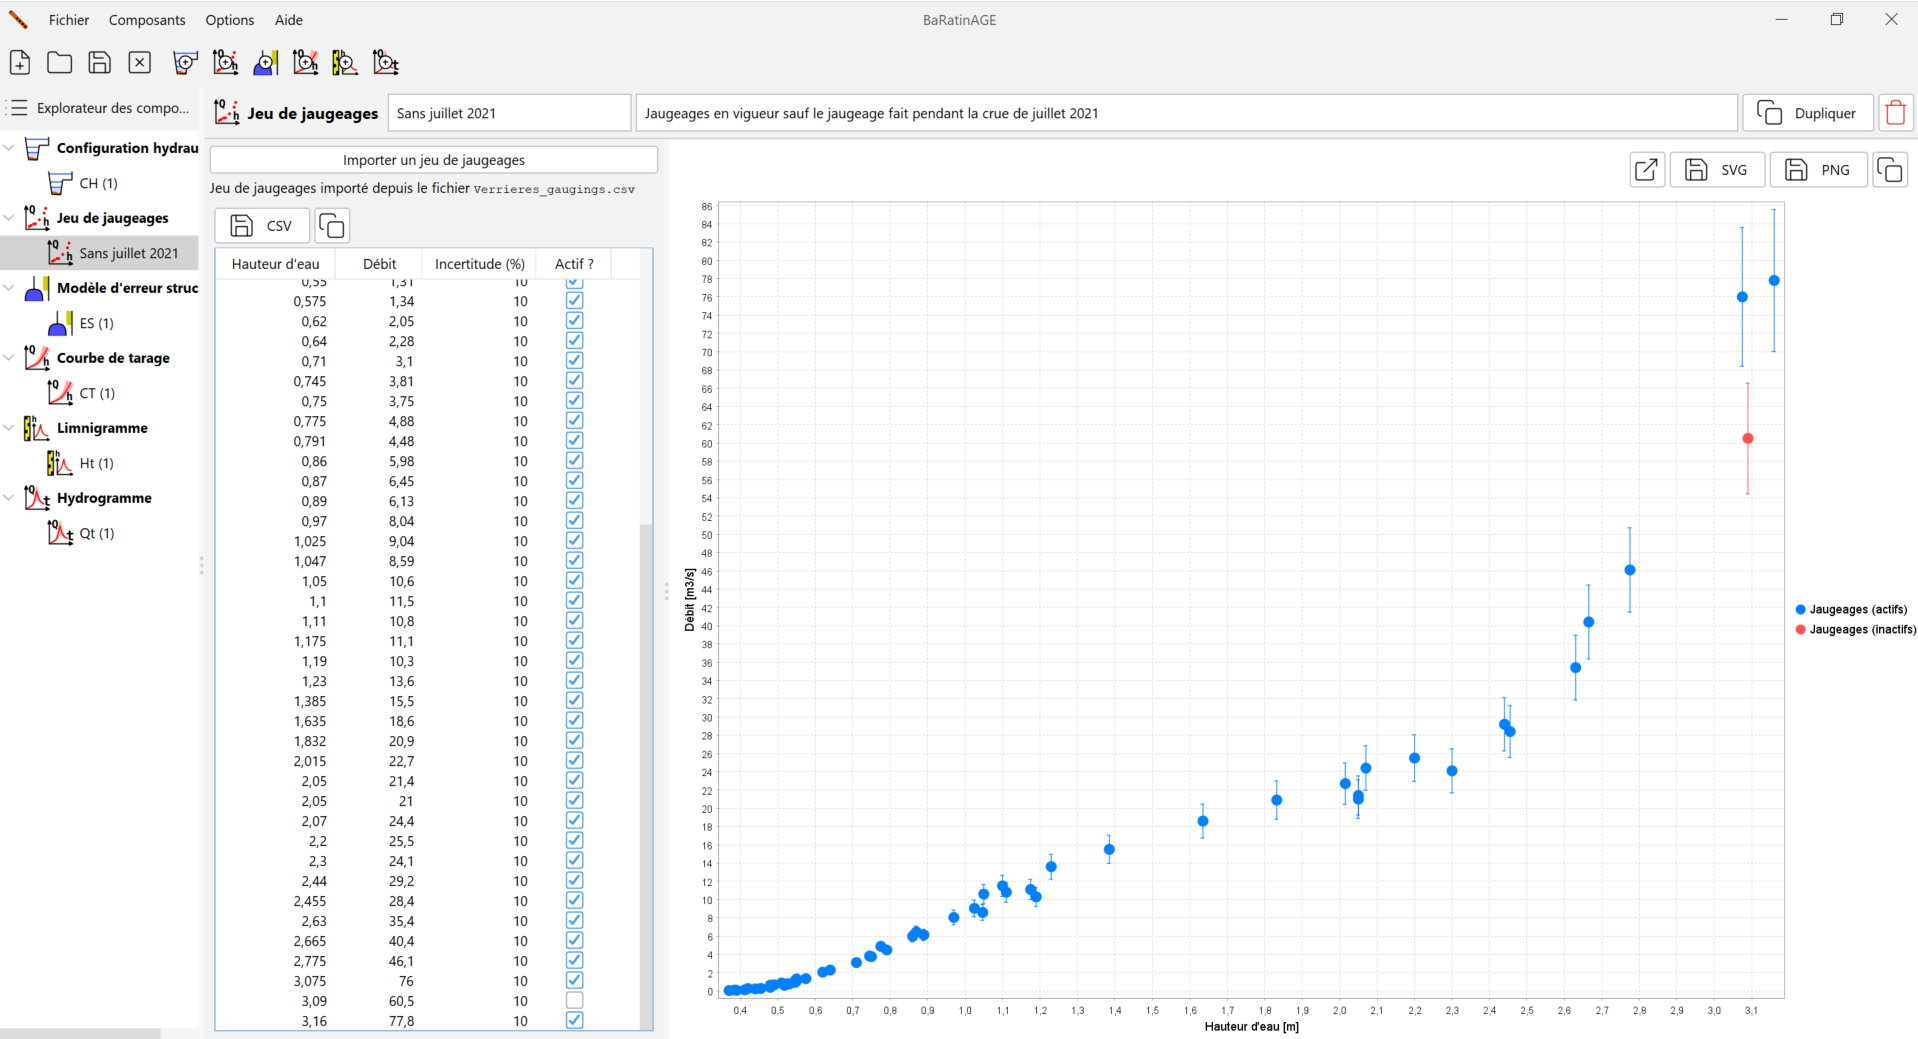 Fichier Composants Options Aide
BaRatinAGE
Explorateur des compo...
Configuration hydrau
CH (1)
Jeu de jaugeages
Sans juillet 2021
Modèle d'erreur struc
ES (1)
Courbe de tarage
CT (1)
Limnigramme
Ht (1)
Hydrogramme
Qt (1)
Jeu de jaugeages Sans juillet 2021 Jaugeages en vigueur sauf le jaugeage fait pendant la crue de juillet 2021 Dupliquer
Importer un jeu de jaugeages
Jeu de jaugeages importé depuis le fichier verrieres_gaugings.csv
CSV
Hauteur d'eau Débit Incertitude (%) Actif ?
0,55 1,31 10
0,575 1,34 10
0,62 2,05 10
0,64 2,28 10
0,71 3,1 10
0,745 3,81 10
0,75 3,75 10
0,775 4,88 10
0,791 4,48 10
0,86 5,98 10
0,87 6,45 10
0,89 6,13 10
0,97 8,04 10
1,025 9,04 10
1,047 8,59 10
1,05 10,6 10
1,1 11,5 10
1,11 10,8 10
1,175 11,1 10
1,19 10,3 10
1,23 13,6 10
1,385 15,5 10
1,635 18,6 10
1,832 20,9 10
2,015 22,7 10
2,05 21,4 10
2,05 21 10
2,07 24,4 10
2,2 25,5 10
2,3 24,1 10
2,44 29,2 10
2,455 28,4 10
2,63 35,4 10
2,665 40,4 10
2,775 46,1 10
3,075 76 10
3,09 60,5 10
3,16 77,8 10
SVG PNG
86
84
82
80
78
76
74
72
70
68
66
64
62
60
58
56
54
52
50
48
46
44
42
40
38
36
34
32
30
28
26
24
22
20
18
16
14
12
10
8
6
4
2
0
Débit [m3/s]
0,4 0,5 0,6 0,7 0,8 0,9 1,0 1,1 1,2 1,3 1,4 1,5 1,6 1,7 1,8 1,9 2,0 2,1 2,2 2,3 2,4 2,5 2,6 2,7 2,8 2,9 3,0 3,1
Hauteur d'eau [m]
Jaugeages (actifs)
Jaugeages (inactifs)